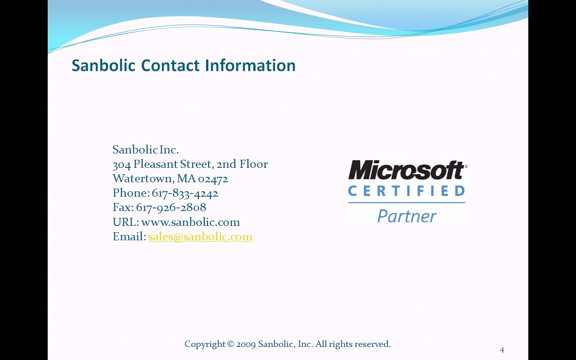 Sanbolic Contact Information
Sanbolic Inc.
304 Pleasant Street, 2nd Floor
Watertown, MA 02472
Phone: 617-833-4242
Fax: 617-926-2808
URL: www.sanbolic.com
Email: sales@sanbolic.com
Microsoft®
CERTIFIED
Partner
Copyright © 2009 Sanbolic, Inc. All rights reserved.
4